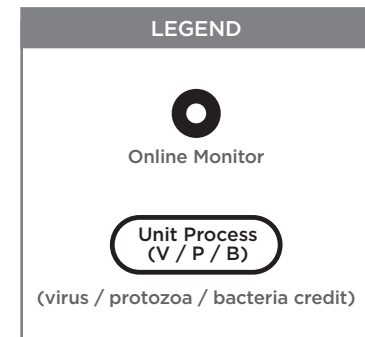 LEGEND
Online Monitor
Unit Process
(V / P / B)
(virus / protozoa / bacteria credit)